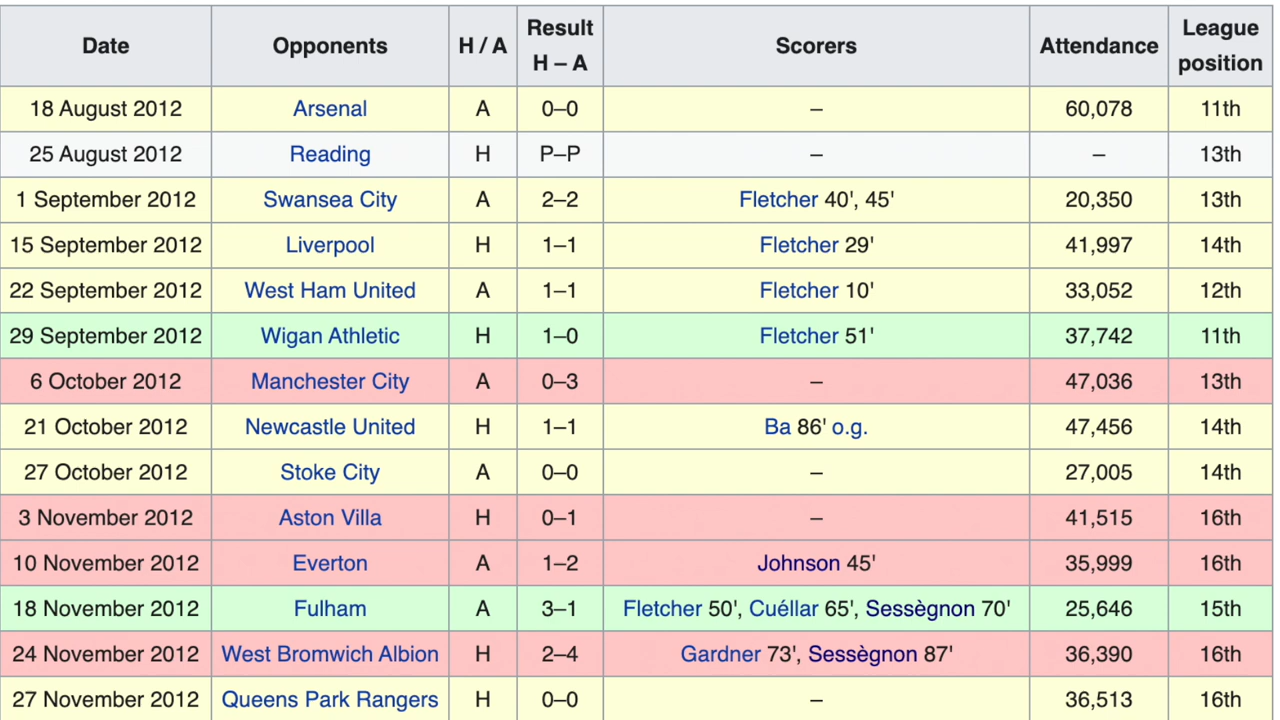 Date Opponents H / A Result H – A Scorers Attendance League position
18 August 2012 Arsenal A 0–0 – 60,078 11th
25 August 2012 Reading H P–P – – 13th
1 September 2012 Swansea City A 2–2 Fletcher 40', 45' 20,350 13th
15 September 2012 Liverpool H 1–1 Fletcher 29' 41,997 14th
22 September 2012 West Ham United A 1–1 Fletcher 10' 33,052 12th
29 September 2012 Wigan Athletic H 1–0 Fletcher 51' 37,742 11th
6 October 2012 Manchester City A 0–3 – 47,036 13th
21 October 2012 Newcastle United H 1–1 Ba 86' o.g. 47,456 14th
27 October 2012 Stoke City A 0–0 – 27,005 14th
3 November 2012 Aston Villa H 0–1 – 41,515 16th
10 November 2012 Everton A 1–2 Johnson 45' 35,999 16th
18 November 2012 Fulham A 3–1 Fletcher 50', Cuéllar 65', Sessègnon 70' 25,646 15th
24 November 2012 West Bromwich Albion H 2–4 Gardner 73', Sessègnon 87' 36,390 16th
27 November 2012 Queens Park Rangers H 0–0 – 36,513 16th